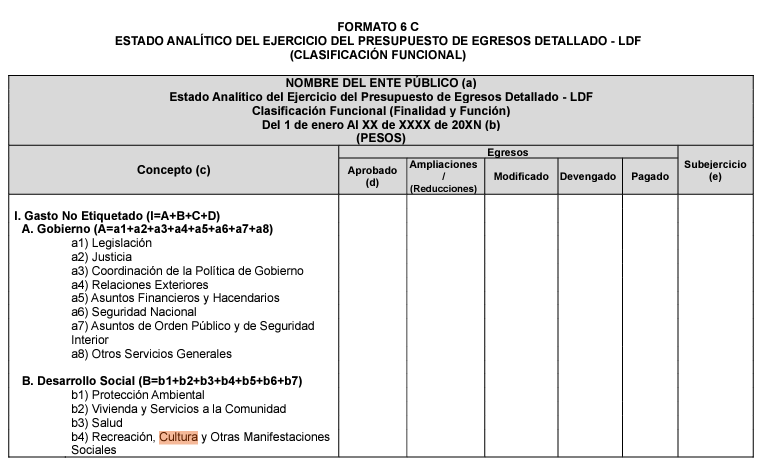 FORMATO 6 C
ESTADO ANALÍTICO DEL EJERCICIO DEL PRESUPUESTO DE EGRESOS DETALLADO - LDF
(CLASIFICACIÓN FUNCIONAL)
NOMBRE DEL ENTE PÚBLICO (a)
Estado Analítico del Ejercicio del Presupuesto de Egresos Detallado - LDF
Clasificación Funcional (Finalidad y Función)
Del 1 de enero Al XX de XXXX de 20XN (b)
(PESOS)
Concepto (c)
Egresos
Subejercicio
(e)
Aprobado
(d)
Ampliaciones
/
(Reducciones)
Modificado
Devengado
Pagado
I. Gasto No Etiquetado (I=A+B+C+D)
A. Gobierno (A=a1+a2+a3+a4+a5+a6+a7+a8)
a1) Legislación
a2) Justicia
a3) Coordinación de la Política de Gobierno
a4) Relaciones Exteriores
a5) Asuntos Financieros y Hacendarios
a6) Seguridad Nacional
a7) Asuntos de Orden Público y de Seguridad
Interior
a8) Otros Servicios Generales
B. Desarrollo Social (B=b1+b2+b3+b4+b5+b6+b7)
b1) Protección Ambiental
b2) Vivienda y Servicios a la Comunidad
b3) Salud
b4) Recreación, Cultura y Otras Manifestaciones
Sociales